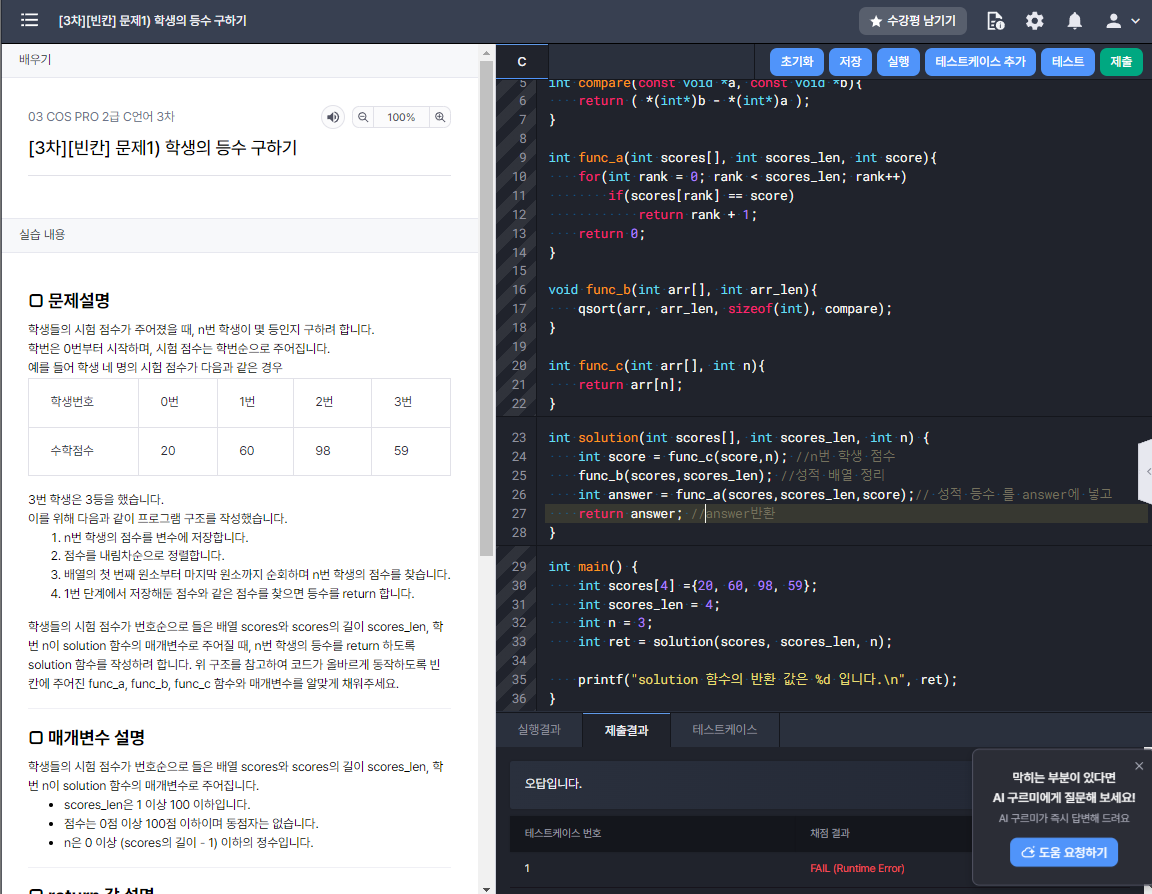 [3차][빈칸] 문제1) 학생의 등수 구하기
★ 수강평 남기기
배우기
03 COS PRO 2급 C언어 3차
100%
[3차][빈칸] 문제1) 학생의 등수 구하기
실습 내용
문제설명
학생들의 시험 점수가 주어졌을 때, n번 학생이 몇 등인지 구하려 합니다.
학번은 0번부터 시작하며, 시험 점수는 학번순으로 주어집니다.
예를 들어 학생 네 명의 시험 점수가 다음과 같은 경우
학생번호 0번 1번 2번 3번
수학점수 20 60 98 59
3번 학생은 3등을 했습니다.
이를 위해 다음과 같이 프로그램 구조를 작성했습니다.
1. n번 학생의 점수를 변수에 저장합니다.
2. 점수를 내림차순으로 정렬합니다.
3. 배열의 첫 번째 원소부터 마지막 원소까지 순회하며 n번 학생의 점수를 찾습니다.
4. 1번 단계에서 저장해둔 점수와 같은 점수를 찾으면 등수를 return 합니다.
학생들의 시험 점수가 번호순으로 들은 배열 scores와 scores의 길이 scores_len, 학
번 n이 solution 함수의 매개변수로 주어질 때, n번 학생의 등수를 return 하도록
solution 함수를 작성하려 합니다. 위 구조를 참고하여 코드가 올바르게 동작하도록 빈
칸에 주어진 func_a, func_b, func_c 함수와 매개변수를 알맞게 채워주세요.
매개변수 설명
학생들의 시험 점수가 번호순으로 들은 배열 scores와 scores의 길이 scores_len, 학
번 n이 solution 함수의 매개변수로 주어집니다.
• scores_len은 1 이상 100 이하입니다.
• 점수는 0점 이상 100점 이하이며 동점자는 없습니다.
• n은 0 이상 (scores의 길이 - 1) 이하의 정수입니다.
return 값 설명
C
초기화 저장 실행 테스트케이스 추가 테스트 제출
5 int compare(const void *a, const void *b){
6 return ( *(int*)b - *(int*)a );
7 }
8
9 int func_a(int scores[], int scores_len, int score){
10 for(int rank = 0; rank < scores_len; rank++)
11 if(scores[rank] == score)
12 return rank + 1;
13 return 0;
14 }
15
16 void func_b(int arr[], int arr_len){
17 qsort(arr, arr_len, sizeof(int), compare);
18 }
19
20 int func_c(int arr[], int n){
21 return arr[n];
22 }
23 int solution(int scores[], int scores_len, int n) {
24 int score = func_c(score,n); //n번 학생 점수
25 func_b(scores,scores_len); //성적 배열 정리
26 int answer = func_a(scores,scores_len,score);// 성적 등수 를 answer에 넣고
27 return answer; //answer반환
28 }
29 int main() {
30 int scores[4] ={20, 60, 98, 59};
31 int scores_len = 4;
32 int n = 3;
33 int ret = solution(scores, scores_len, n);
34
35 printf("solution 함수의 반환 값은 %d 입니다.\n", ret);
36 }
실행결과 제출결과 테스트케이스
오답입니다.
테스트케이스 번호 채점 결과
1 FAIL (Runtime Error)
막히는 부분이 있다면
AI 구르미에게 질문해 보세요!
AI 구르미가 즉시 답변해 드려요
도움 요청하기